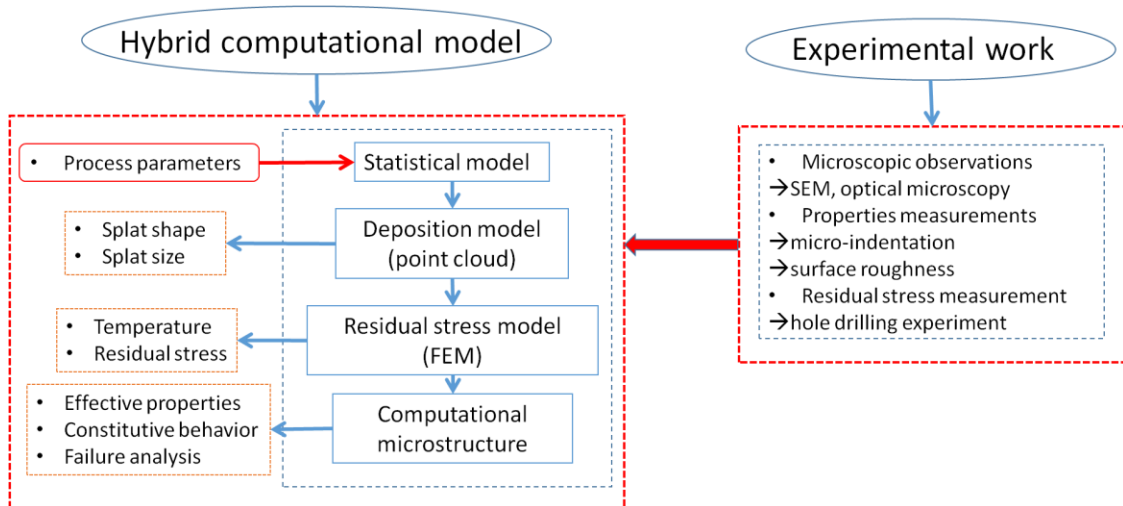 Hybrid computational model
Experimental work
• Process parameters
Statistical model
• Splat shape
• Splat size
Deposition model
(point cloud)
• Temperature
• Residual stress
Residual stress model
(FEM)
• Effective properties
• Constitutive behavior
• Failure analysis
Computational
microstructure
• Microscopic observations
→SEM, optical microscopy
• Properties measurements
→micro-indentation
→surface roughness
• Residual stress measurement
→hole drilling experiment